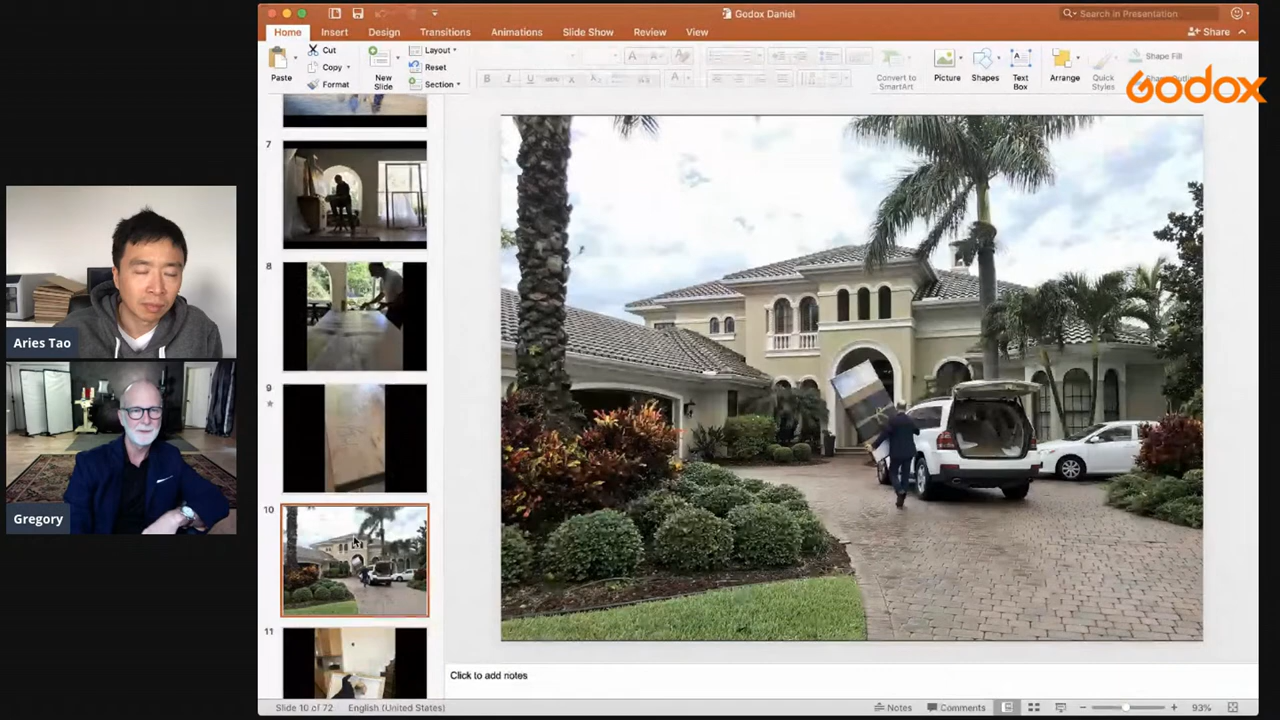 Godox Daniel
Search in Presentation
Home
Insert
Design
Transitions
Animations
Slide Show
Review
View
Share
Paste
Cut
Copy
Format
New
Slide
Layout
Reset
Section
B
I
U
Convert to
SmartArt
Picture
Shapes
Text
Box
Arrange
Quick
Styles
Shape Fill
Godox
7
8
9
10
11
Aries Tao
Gregory
Click to add notes
Slide 10 of 72
English (United States)
Notes
Comments
93%